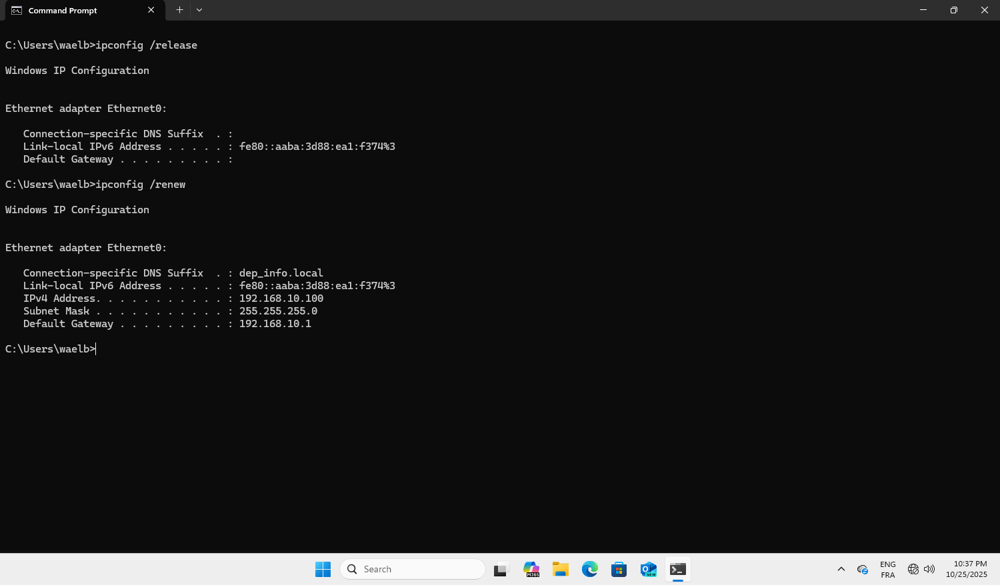 Command Prompt
C:\Users\waelb>ipconfig /release
Windows IP Configuration
Ethernet adapter Ethernet0:
Connection-specific DNS Suffix  . :
Link-local IPv6 Address . . . . . : fe80::aaba:3d88:ea1:f374%3
Default Gateway . . . . . . . . . :
C:\Users\waelb>ipconfig /renew
Windows IP Configuration
Ethernet adapter Ethernet0:
Connection-specific DNS Suffix  . : dep_info.local
Link-local IPv6 Address . . . . . : fe80::aaba:3d88:ea1:f374%3
IPv4 Address. . . . . . . . . . . : 192.168.10.100
Subnet Mask . . . . . . . . . . . : 255.255.255.0
Default Gateway . . . . . . . . . : 192.168.10.1
C:\Users\waelb>
Search
M365
NEW
ENG
FRA
10:37 PM
10/25/2025